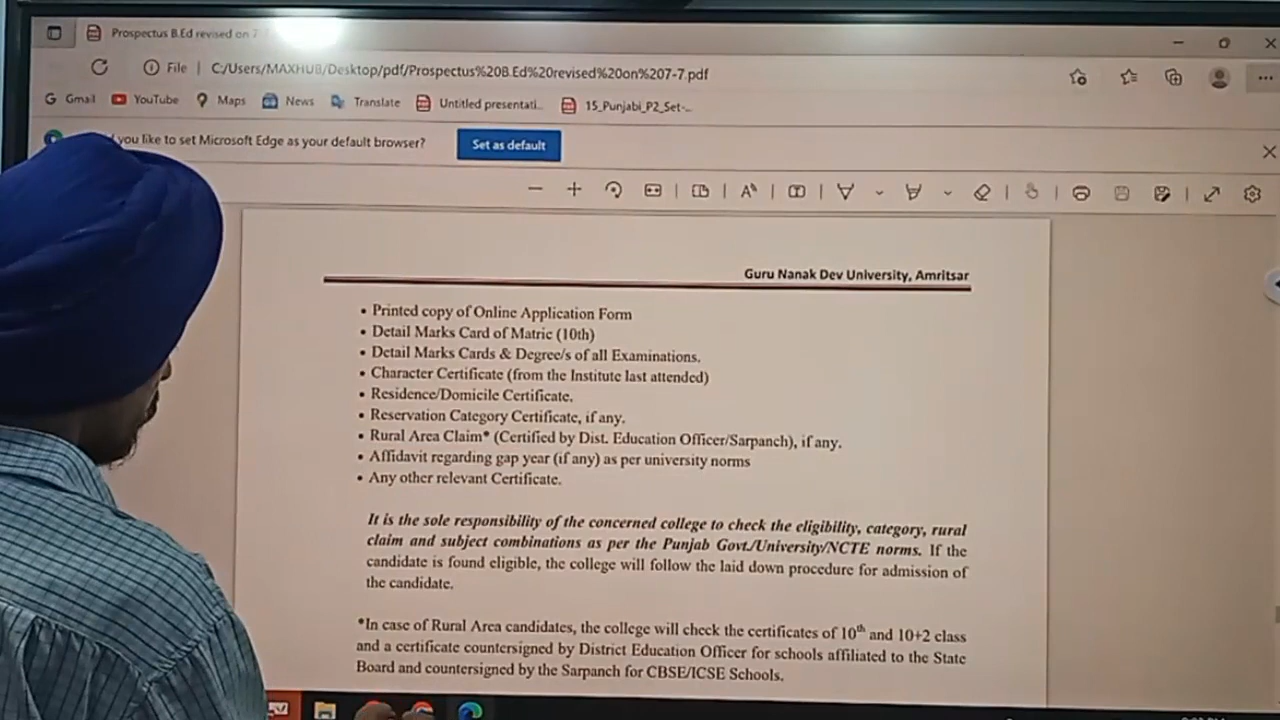 Prospectus B.Ed revised on 7
File | C:/Users/MAXHUB/Desktop/pdf/Prospectus%20B.Ed%20revised%20on%207-7.pdf
Gmail YouTube Maps News Translate Untitled presentati... 15_Punjabi_P2_Set-...
you like to set Microsoft Edge as your default browser? Set as default
Guru Nanak Dev University, Amritsar
• Printed copy of Online Application Form
• Detail Marks Card of Matric (10th)
• Detail Marks Cards & Degree/s of all Examinations.
• Character Certificate (from the Institute last attended)
• Residence/Domicile Certificate.
• Reservation Category Certificate, if any.
• Rural Area Claim* (Certified by Dist. Education Officer/Sarpanch), if any.
• Affidavit regarding gap year (if any) as per university norms
• Any other relevant Certificate.
It is the sole responsibility of the concerned college to check the eligibility, category, rural
claim and subject combinations as per the Punjab Govt./University/NCTE norms. If the
candidate is found eligible, the college will follow the laid down procedure for admission of
the candidate.
*In case of Rural Area candidates, the college will check the certificates of 10th and 10+2 class
and a certificate countersigned by District Education Officer for schools affiliated to the State
Board and countersigned by the Sarpanch for CBSE/ICSE Schools.